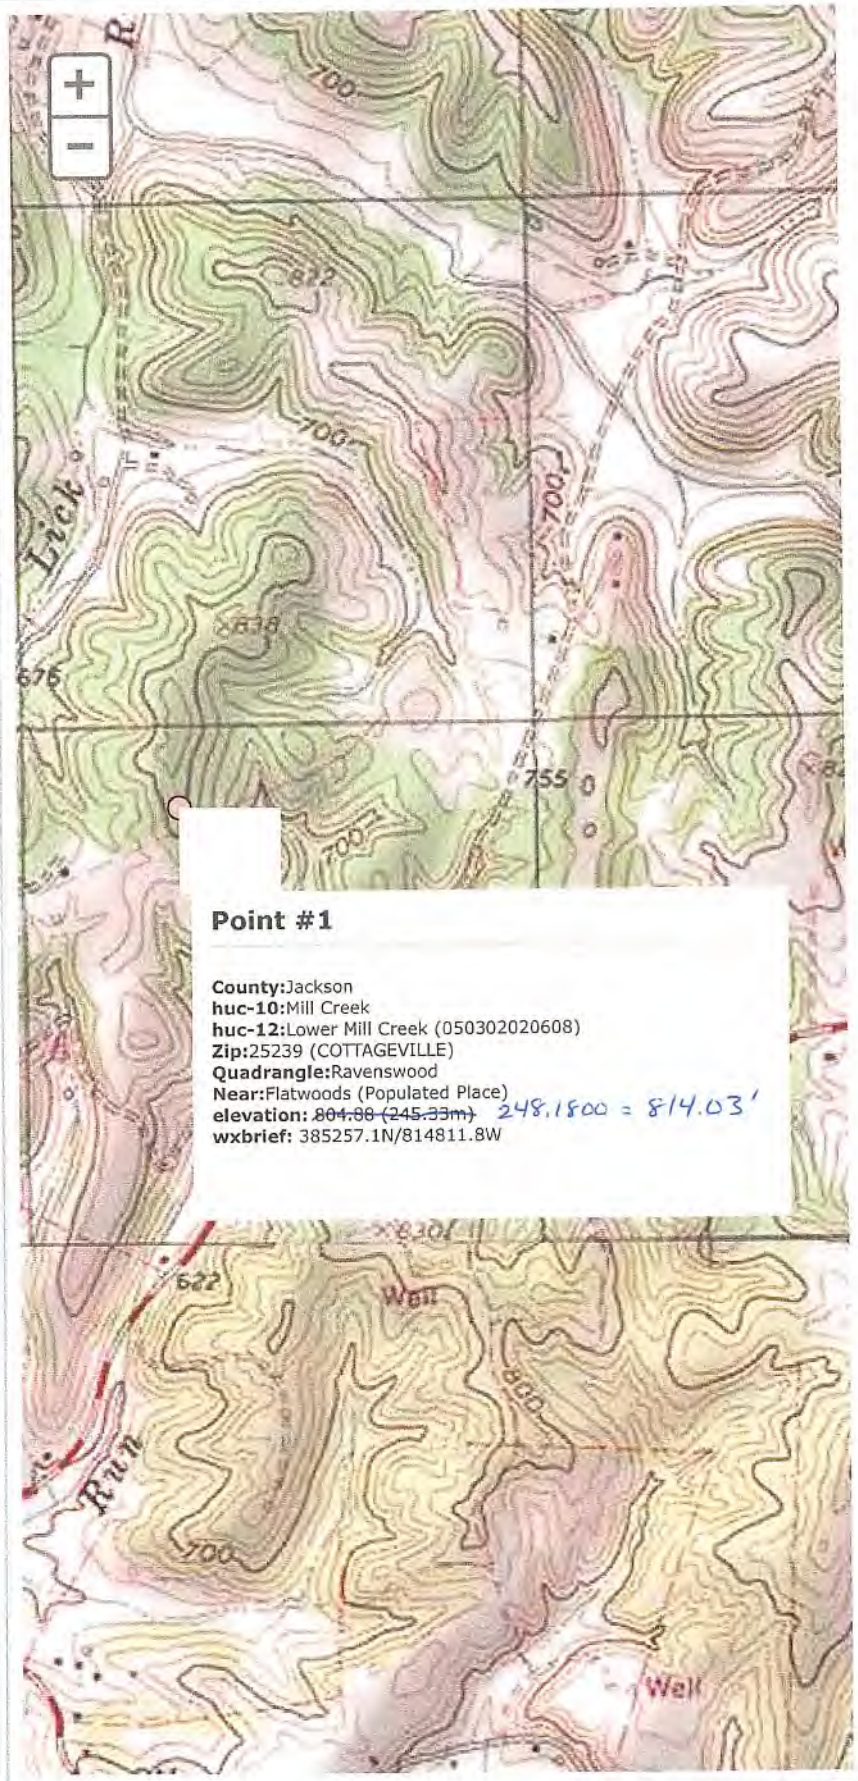 R
+
−
700
822
700
Lick
700
838
676
755
700
Point #1
County:Jackson
huc-10:Mill Creek
huc-12:Lower Mill Creek (050302020608)
Zip:25239 (COTTAGEVILLE)
Quadrangle:Ravenswood
Near:Flatwoods (Populated Place)
elevation: 804.88 (245.33m) 248.1800 = 814.03'
wxbrief: 385257.1N/814811.8W
830
622
Well
800
Run
700
Well